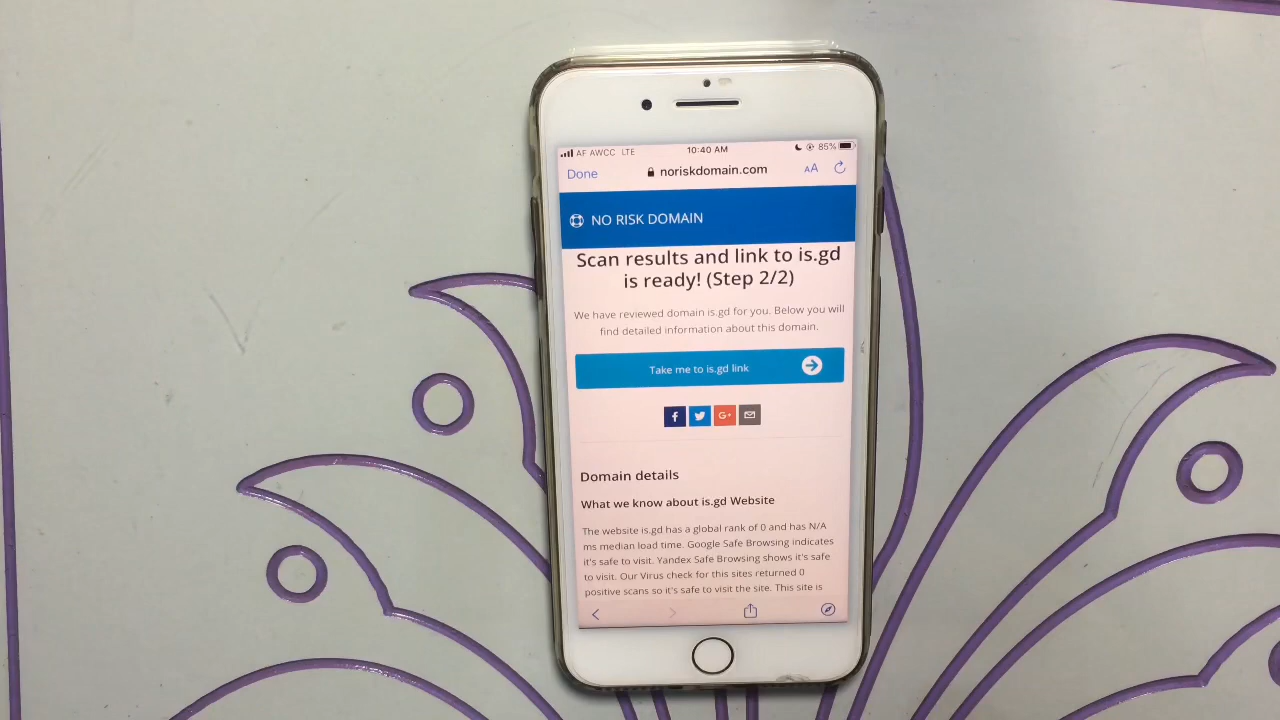 AF AWCC LTE 10:40 AM 85%
Done noriskdomain.com AA
NO RISK DOMAIN
Scan results and link to is.gd
is ready! (Step 2/2)
We have reviewed domain is.gd for you. Below you will
find detailed information about this domain.
Take me to is.gd link
f G+
Domain details
What we know about is.gd Website
The website is.gd has a global rank of 0 and has N/A
ms median load time. Google Safe Browsing indicates
it's safe to visit. Yandex Safe Browsing shows it's safe
to visit. Our Virus check for this sites returned 0
positive scans so it's safe to visit the site. This site is